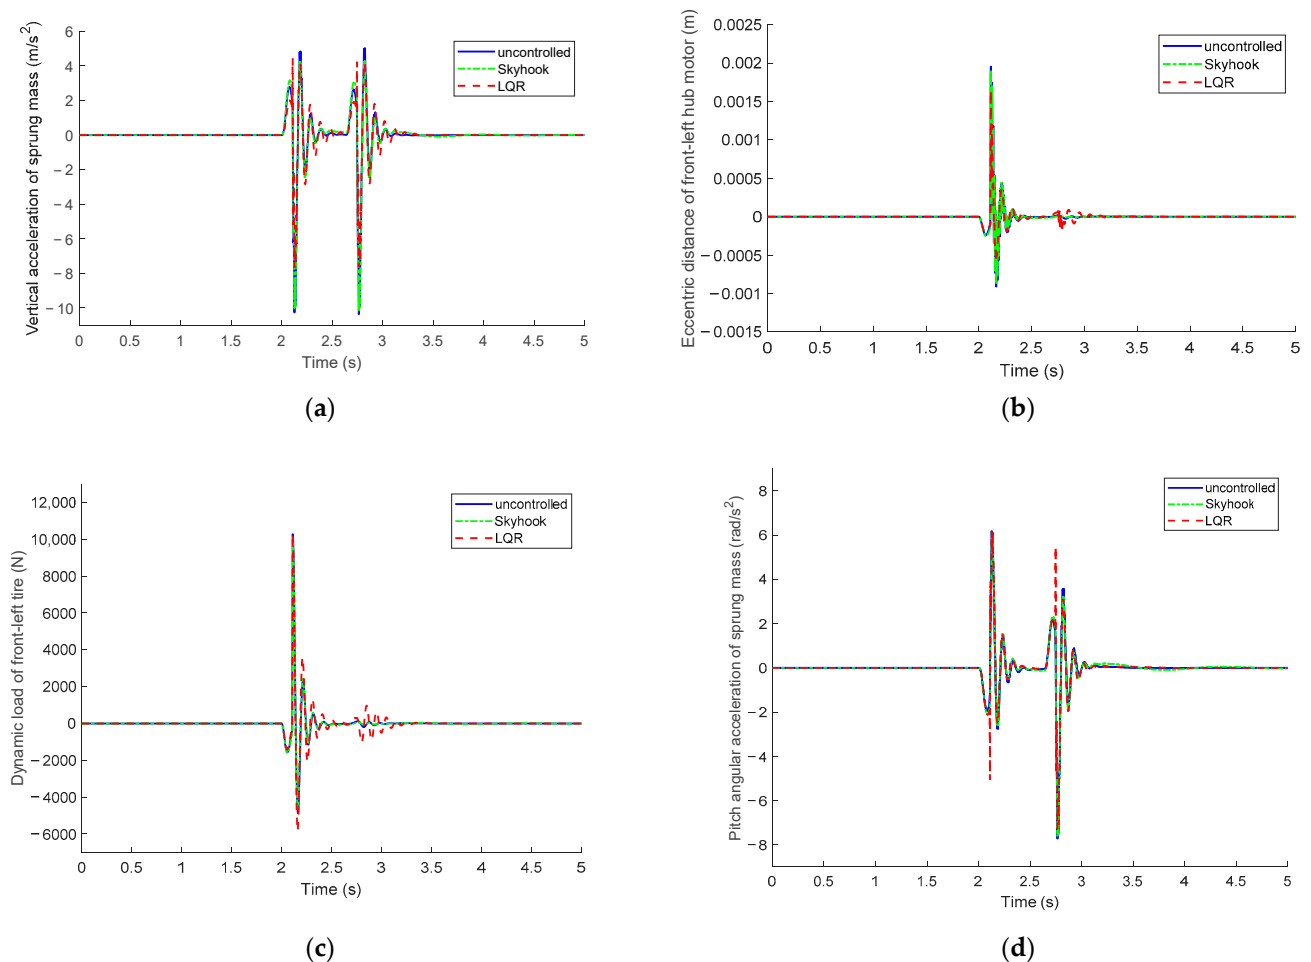 Vertical acceleration of sprung mass (m/s²)
6
4
2
0
−2
−4
−6
−8
−10
0 0.5 1 1.5 2 2.5 3 3.5 4 4.5 5
Time (s)
uncontrolled
Skyhook
LQR
(a)
Eccentric distance of front-left hub motor (m)
0.0025
0.002
0.0015
0.001
0.0005
0
−0.0005
−0.001
−0.0015
0 0.5 1 1.5 2 2.5 3 3.5 4 4.5 5
Time (s)
uncontrolled
Skyhook
LQR
(b)
Dynamic load of front-left tire (N)
12,000
10,000
8000
6000
4000
2000
0
−2000
−4000
−6000
0 0.5 1 1.5 2 2.5 3 3.5 4 4.5 5
Time (s)
uncontrolled
Skyhook
LQR
(c)
Pitch angular acceleration of sprung mass (rad/s²)
8
6
4
2
0
−2
−4
−6
−8
0 0.5 1 1.5 2 2.5 3 3.5 4 4.5 5
Time (s)
uncontrolled
Skyhook
LQR
(d)